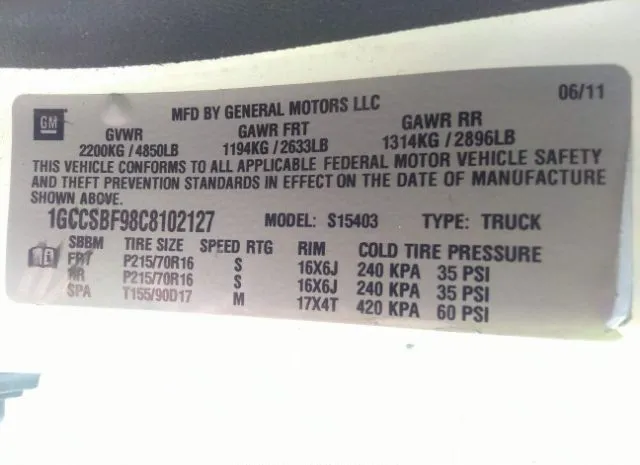 GM
MFD BY GENERAL MOTORS LLC
06/11
GVWR GAWR FRT GAWR RR
2200KG/4850LB 1194KG/2633LB 1314KG/2896LB
THIS VEHICLE CONFORMS TO ALL APPLICABLE FEDERAL MOTOR VEHICLE SAFETY
AND THEFT PREVENTION STANDARDS IN EFFECT ON THE DATE OF MANUFACTURE
SHOWN ABOVE.
1GCCSBF98C8102127 MODEL: S15403 TYPE: TRUCK
SBBM TIRE SIZE SPEED RTG RIM COLD TIRE PRESSURE
FRT P215/70R16 S 16X6J 240 KPA 35 PSI
RR P215/70R16 S 16X6J 240 KPA 35 PSI
SPA T155/90D17 M 17X4T 420 KPA 60 PSI